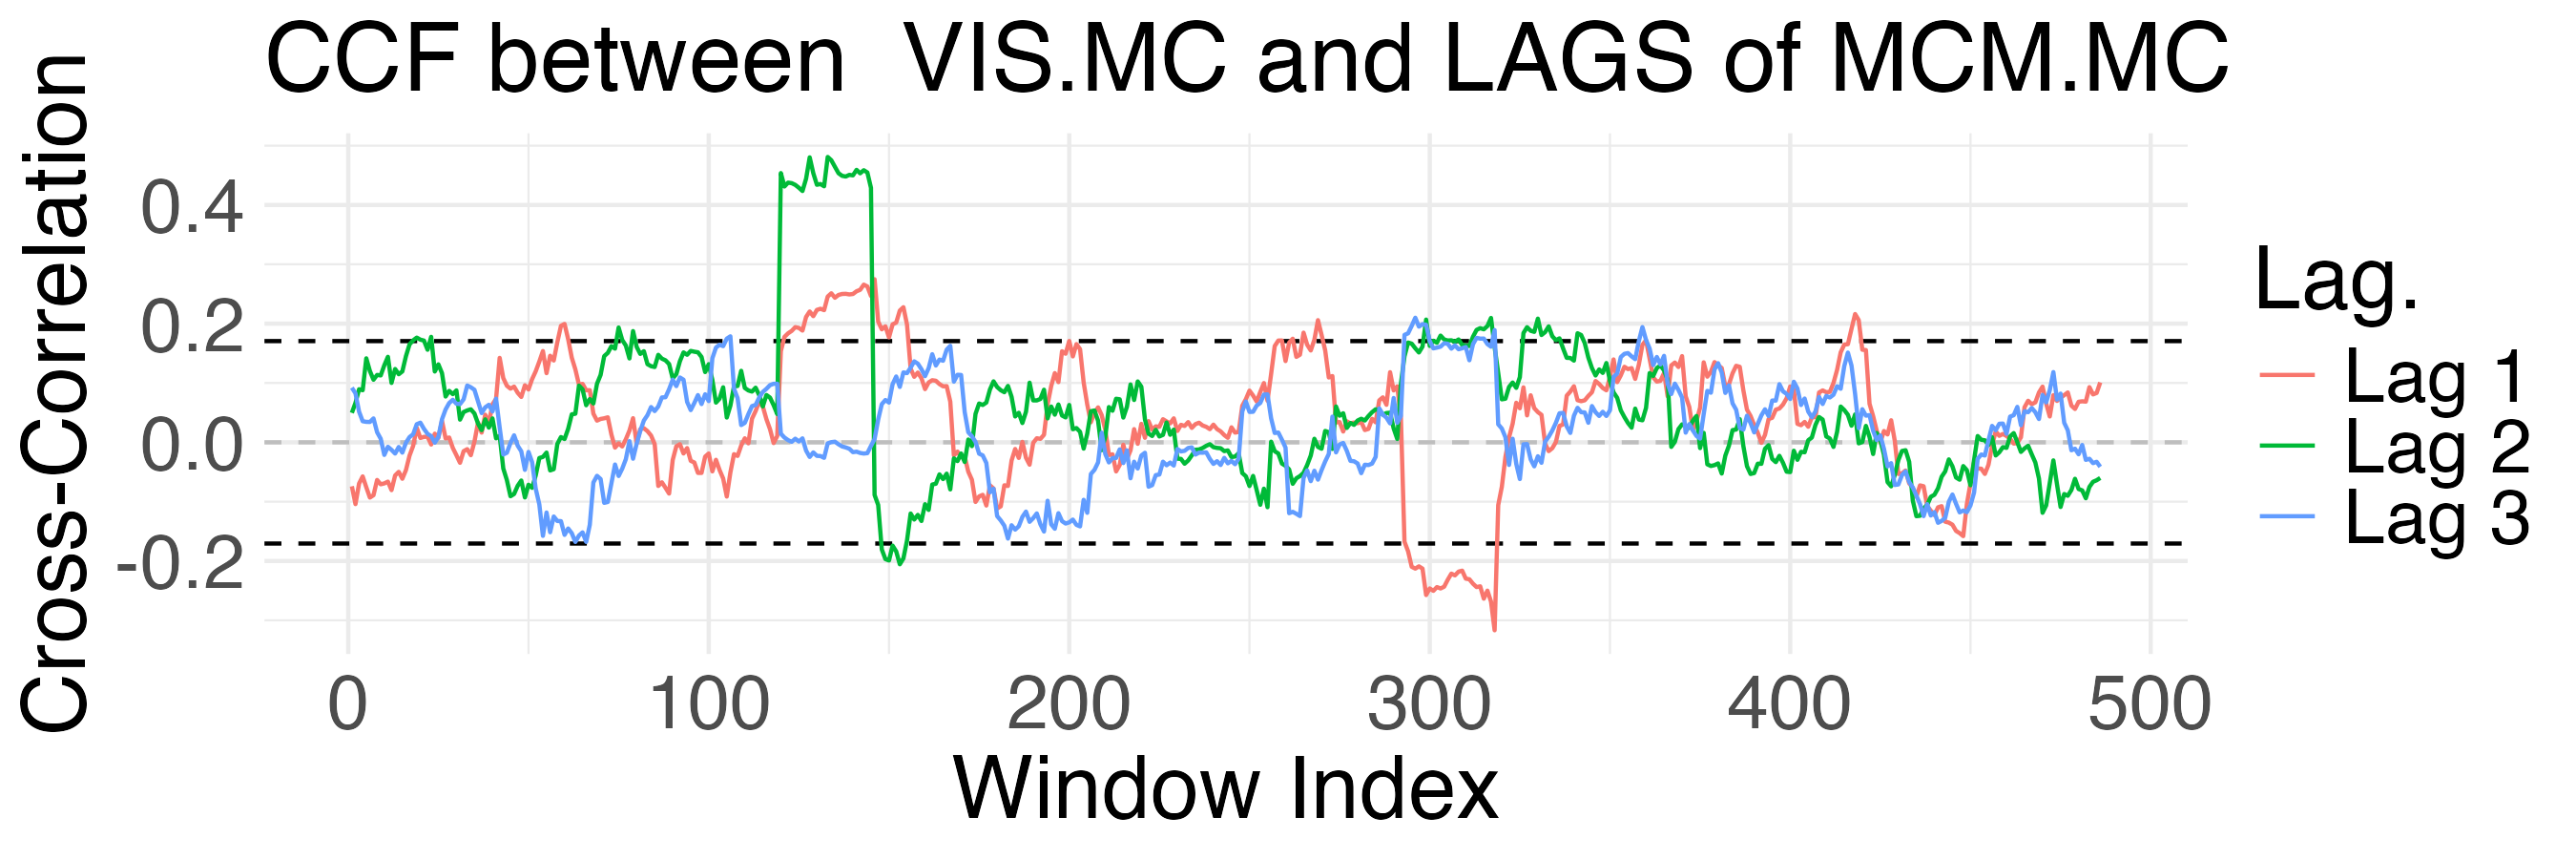 CCF between  VIS.MC and LAGS of MCM.MC
Cross-Correlation
0.4
0.2
0.0
-0.2
0 100 200 300 400 500
Window Index
Lag.
Lag 1
Lag 2
Lag 3